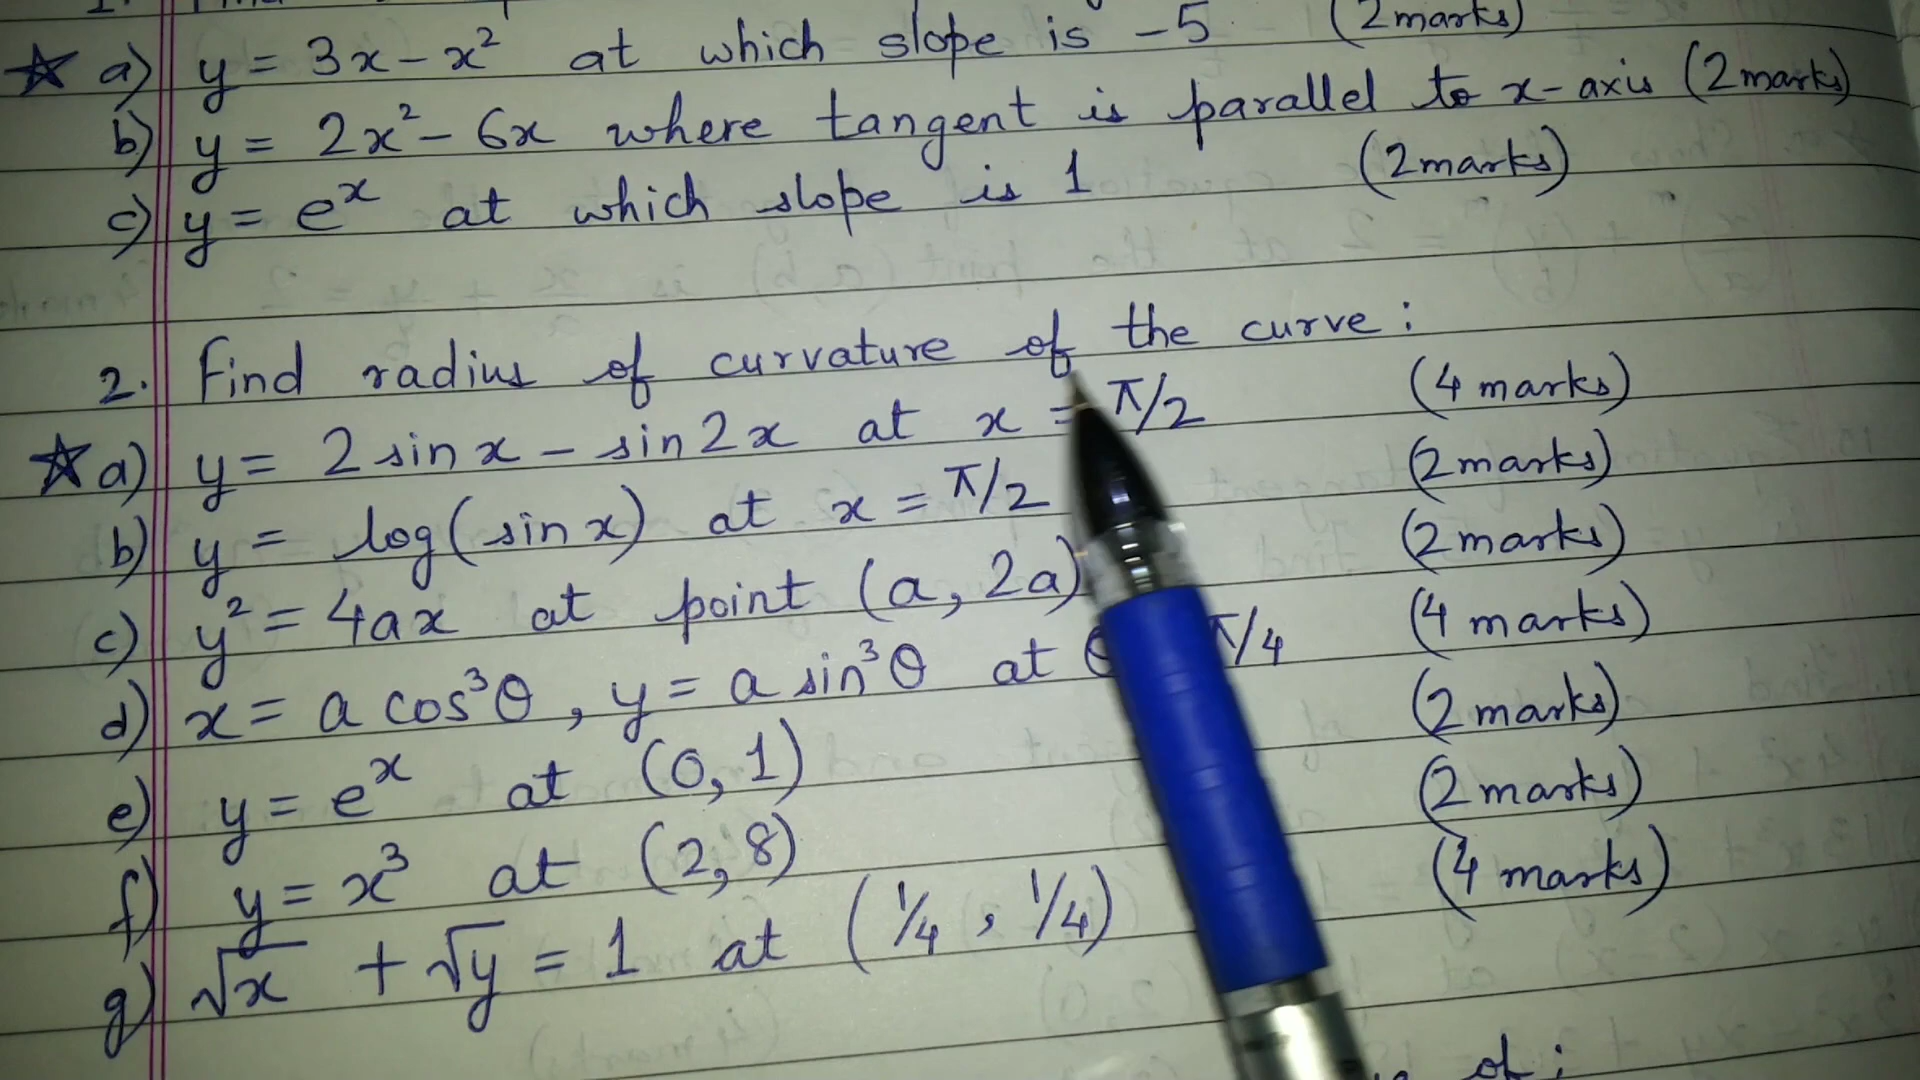 a) y = 3x - x² at which slope is -5 (2 marks)
b) y = 2x² - 6x where tangent is parallel to x-axis (2 marks)
c) y = eˣ at which slope is 1 (2 marks)
2. Find radius of curvature of the curve:
a) y = 2 sin x - sin 2x at x = π/2 (4 marks)
b) y = log(sin x) at x = π/2 (2 marks)
c) y² = 4ax at point (a, 2a) (2 marks)
d) x = a cos³θ, y = a sin³θ at θ π/4 (4 marks)
e) y = eˣ at (0, 1) (2 marks)
f) y = x³ at (2, 8) (2 marks)
g) √x + √y = 1 at (1/4, 1/4) (4 marks)
of :